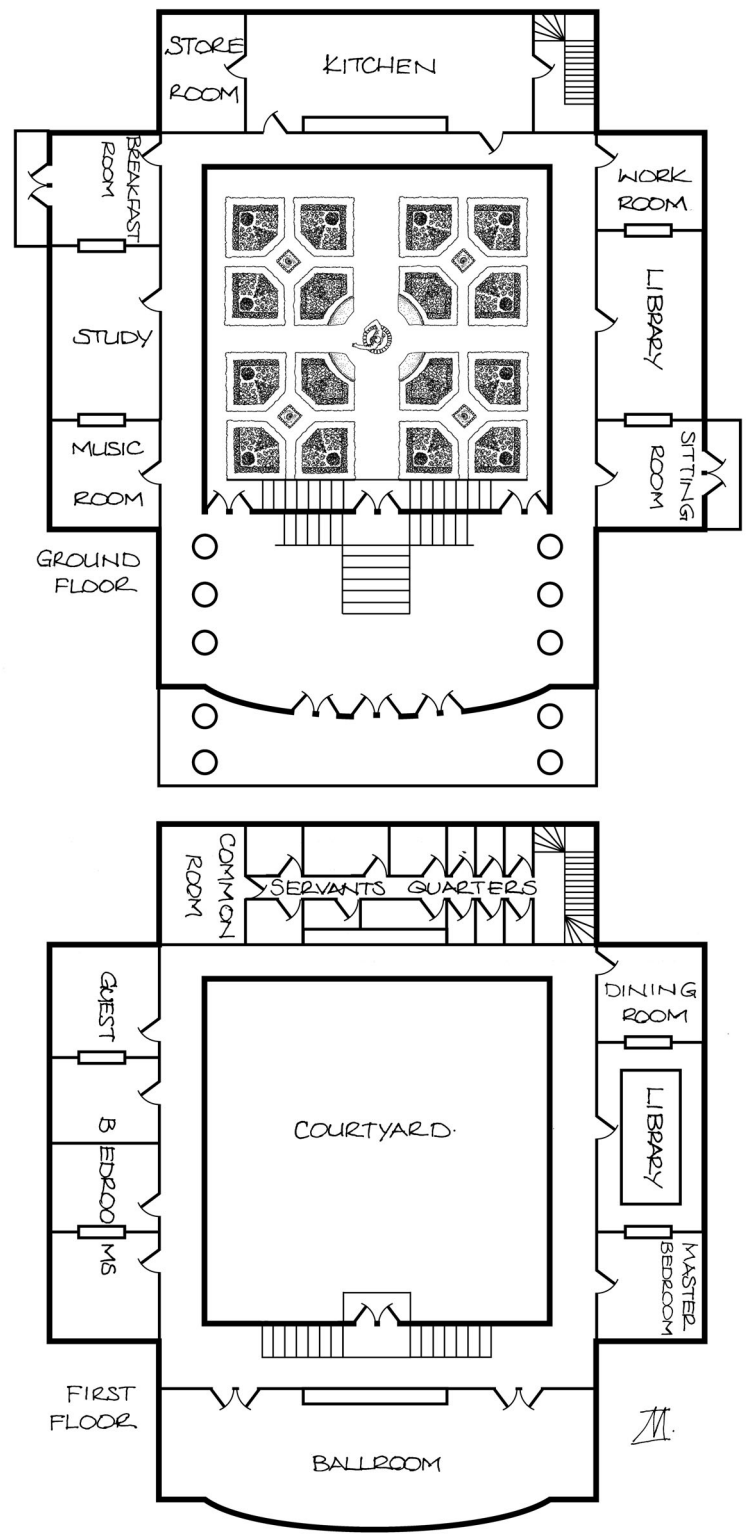 STORE
ROOM
KITCHEN
BREAKFAST
ROOM
WORK
ROOM
STUDY
LIBRARY
MUSIC
ROOM
SITTING
ROOM
GROUND
FLOOR
COMMON
ROOM
SERVANTS QUARTERS
GUEST
BEDROOMS
DINING
ROOM
COURTYARD.
LIBRARY
MASTER
BEDROOM
FIRST
FLOOR
BALLROOM